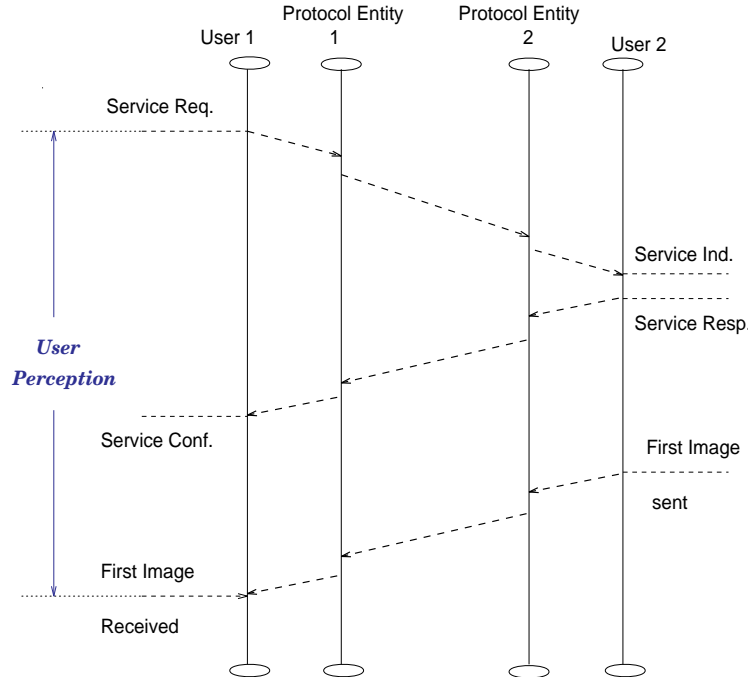 Protocol Entity
1
Protocol Entity
2
User 1
User 2
Service Req.
Service Ind.
Service Resp.
User
Perception
Service Conf.
First Image
sent
First Image
Received